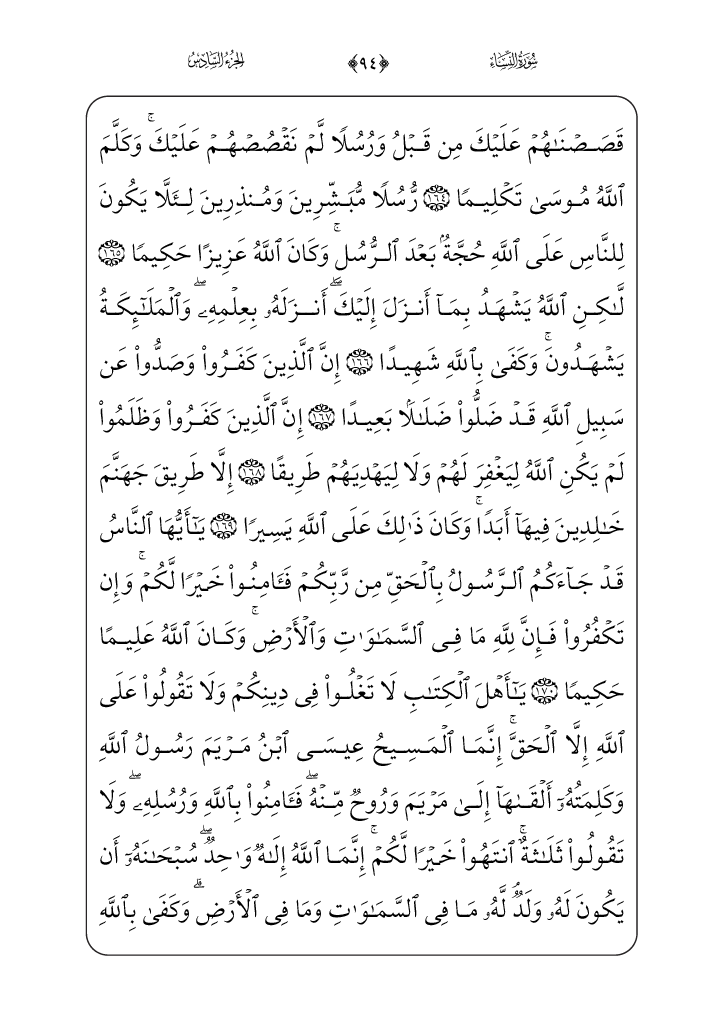 سُورَةُ النِّسَاءِ ﴿٩٤﴾ الجُزْءُ السَّادِسُ
قَصَصۡنَٰهُمۡ عَلَيۡكَ مِن قَبۡلُ وَرُسُلًا لَّمۡ نَقۡصُصۡهُمۡ عَلَيۡكَۚ وَكَلَّمَ
ٱللَّهُ مُوسَىٰ تَكۡلِيمًا ١٦٤ رُّسُلًا مُّبَشِّرِينَ وَمُنذِرِينَ لِئَلَّا يَكُونَ
لِلنَّاسِ عَلَى ٱللَّهِ حُجَّةُۢ بَعۡدَ ٱلرُّسُلِۚ وَكَانَ ٱللَّهُ عَزِيزًا حَكِيمًا ١٦٥
لَّٰكِنِ ٱللَّهُ يَشۡهَدُ بِمَآ أَنزَلَ إِلَيۡكَۖ أَنزَلَهُۥ بِعِلۡمِهِۦۖ وَٱلۡمَلَٰٓئِكَةُ
يَشۡهَدُونَۚ وَكَفَىٰ بِٱللَّهِ شَهِيدًا ١٦٦ إِنَّ ٱلَّذِينَ كَفَرُواْ وَصَدُّواْ عَن
سَبِيلِ ٱللَّهِ قَدۡ ضَلُّواْ ضَلَٰلَۢا بَعِيدًا ١٦٧ إِنَّ ٱلَّذِينَ كَفَرُواْ وَظَلَمُواْ
لَمۡ يَكُنِ ٱللَّهُ لِيَغۡفِرَ لَهُمۡ وَلَا لِيَهۡدِيَهُمۡ طَرِيقًا ١٦٨ إِلَّا طَرِيقَ جَهَنَّمَ
خَٰلِدِينَ فِيهَآ أَبَدًاۚ وَكَانَ ذَٰلِكَ عَلَى ٱللَّهِ يَسِيرًا ١٦٩ يَٰٓأَيُّهَا ٱلنَّاسُ
قَدۡ جَآءَكُمُ ٱلرَّسُولُ بِٱلۡحَقِّ مِن رَّبِّكُمۡ فَـَٔامِنُواْ خَيۡرًا لَّكُمۡۚ وَإِن
تَكۡفُرُواْ فَإِنَّ لِلَّهِ مَا فِي ٱلسَّمَٰوَٰتِ وَٱلۡأَرۡضِۚ وَكَانَ ٱللَّهُ عَلِيمًا
حَكِيمًا ١٧٠ يَٰٓأَهۡلَ ٱلۡكِتَٰبِ لَا تَغۡلُواْ فِي دِينِكُمۡ وَلَا تَقُولُواْ عَلَى
ٱللَّهِ إِلَّا ٱلۡحَقَّۚ إِنَّمَا ٱلۡمَسِيحُ عِيسَى ٱبۡنُ مَرۡيَمَ رَسُولُ ٱللَّهِ
وَكَلِمَتُهُۥٓ أَلۡقَىٰهَآ إِلَىٰ مَرۡيَمَ وَرُوحٌ مِّنۡهُۖ فَـَٔامِنُواْ بِٱللَّهِ وَرُسُلِهِۦۖ وَلَا
تَقُولُواْ ثَلَٰثَةٌۚ ٱنتَهُواْ خَيۡرًا لَّكُمۡۚ إِنَّمَا ٱللَّهُ إِلَٰهٌ وَٰحِدٌۖ سُبۡحَٰنَهُۥٓ أَن
يَكُونَ لَهُۥ وَلَدٌۘ لَّهُۥ مَا فِي ٱلسَّمَٰوَٰتِ وَمَا فِي ٱلۡأَرۡضِۗ وَكَفَىٰ بِٱللَّهِ